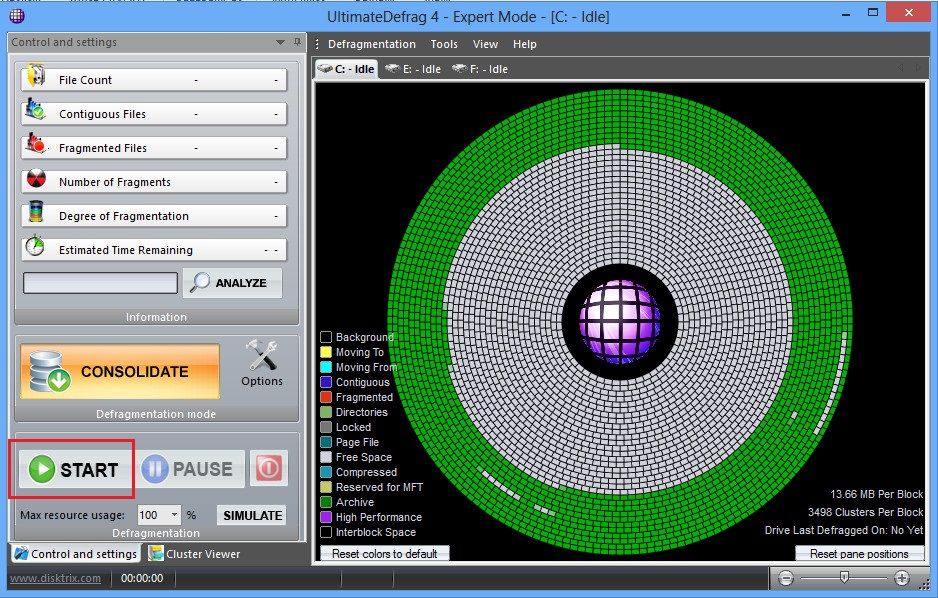 UltimateDefrag 4 - Expert Mode - [C: - Idle]
Control and settings
Defragmentation Tools View Help
C: - Idle E: - Idle F: - Idle
File Count - -
Contiguous Files - -
Fragmented Files - -
Number of Fragments -
Degree of Fragmentation -
Estimated Time Remaining - -
ANALYZE
Information
CONSOLIDATE
Options
Defragmentation mode
START
PAUSE
Max resource usage: 100 %
SIMULATE
Defragmentation
Control and settings Cluster Viewer
Background
Moving To
Moving From
Contiguous
Fragmented
Directories
Locked
Page File
Free Space
Compressed
Reserved for MFT
Archive
High Performance
Interblock Space
Reset colors to default
13.66 MB Per Block
3498 Clusters Per Block
Drive Last Defragged On: No Yet
Reset pane positions
www.disktrix.com 00:00:00